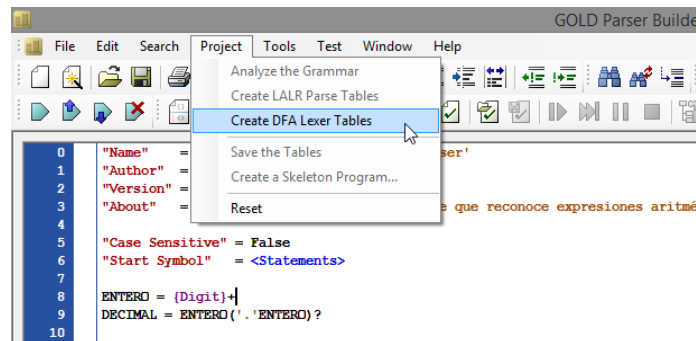 GOLD Parser Builde
File Edit Search Project Tools Test Window Help
Analyze the Grammar
Create LALR Parse Tables
Create DFA Lexer Tables
Save the Tables
Create a Skeleton Program...
Reset
0 "Name" = ser'
1 "Author" =
2 "Version" =
3 "About" = e que reconoce expresiones aritmé
4
5 "Case Sensitive" = False
6 "Start Symbol" = <Statements>
7
8 ENTERO = {Digit}+
9 DECIMAL = ENTERO('.'ENTERO)?
10